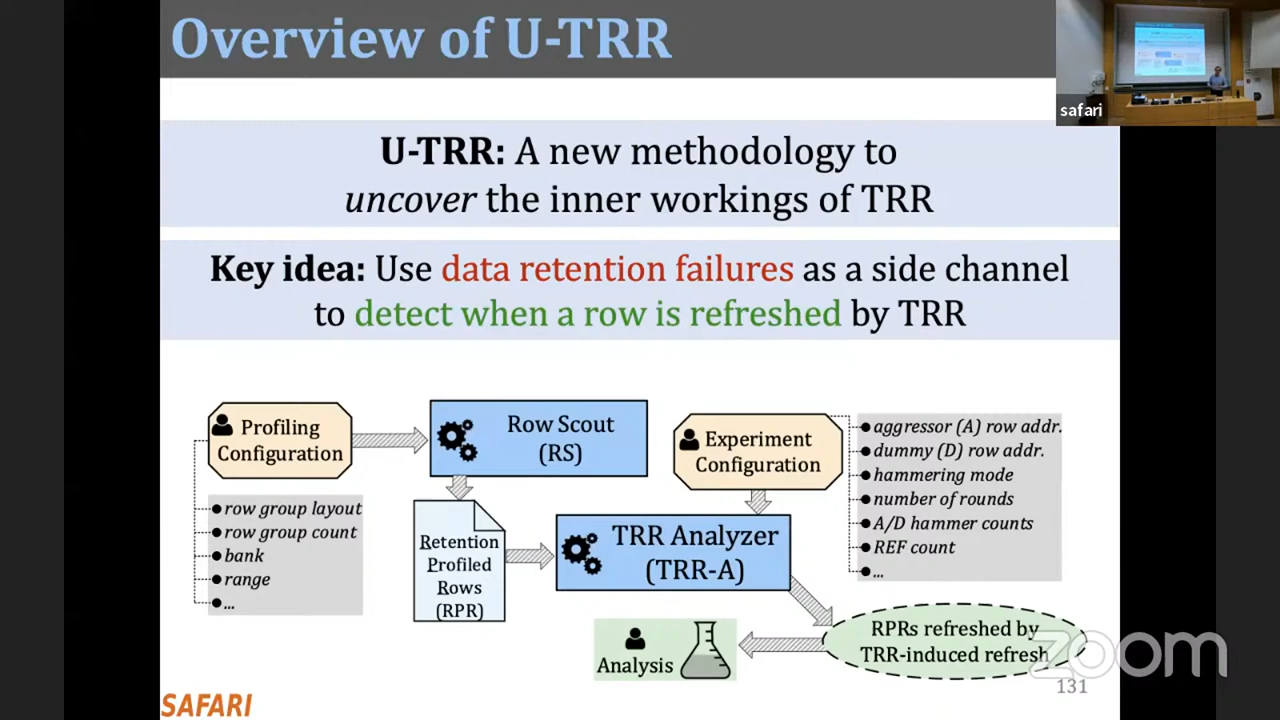 Overview of U-TRR
safari
U-TRR: A new methodology to
uncover the inner workings of TRR
Key idea: Use data retention failures as a side channel
to detect when a row is refreshed by TRR
Profiling
Configuration
row group layout
row group count
bank
range
...
Row Scout
(RS)
Retention
Profiled
Rows
(RPR)
Experiment
Configuration
aggressor (A) row addr.
dummy (D) row addr.
hammering mode
number of rounds
A/D hammer counts
REF count
...
TRR Analyzer
(TRR-A)
RPRs refreshed by
TRR-induced refresh
Analysis
zoom
SAFARI
131